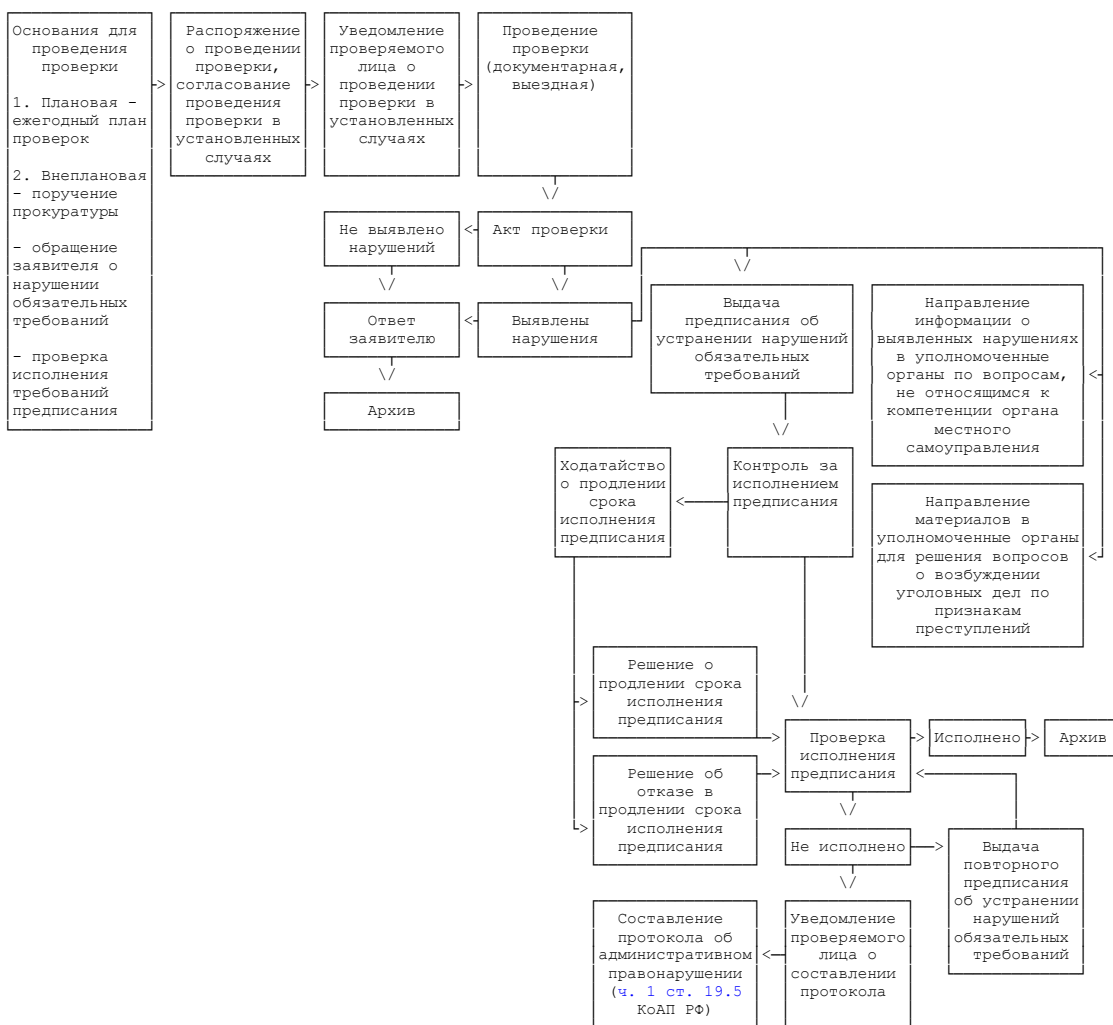 Основания для
проведения
проверки
1. Плановая -
ежегодный план
проверок
2. Внеплановая
- поручение
прокуратуры
- обращение
заявителя о
нарушении
обязательных
требований
- проверка
исполнения
требований
предписания
Распоряжение
о проведении
проверки,
согласование
проведения
проверки в
установленных
случаях
Уведомление
проверяемого
лица о
проведении
проверки в
установленных
случаях
Проведение
проверки
(документарная,
выездная)
Не выявлено
нарушений
Акт проверки
Ответ
заявителю
Выявлены
нарушения
Архив
Выдача
предписания об
устранении нарушений
обязательных
требований
Направление
информации о
выявленных нарушениях
в уполномоченные
органы по вопросам,
не относящимся к
компетенции органа
местного
самоуправления
Ходатайство
о продлении
срока
исполнения
предписания
Контроль за
исполнением
предписания
Направление
материалов в
уполномоченные органы
для решения вопросов
о возбуждении
уголовных дел по
признакам
преступлений
Решение о
продлении срока
исполнения
предписания
Проверка
исполнения
предписания
Исполнено
Архив
Решение об
отказе в
продлении срока
исполнения
предписания
Не исполнено
Выдача
повторного
предписания
об устранении
нарушений
обязательных
требований
Составление
протокола об
административном
правонарушении
(ч. 1 ст. 19.5
КоАП РФ)
Уведомление
проверяемого
лица о
составлении
протокола